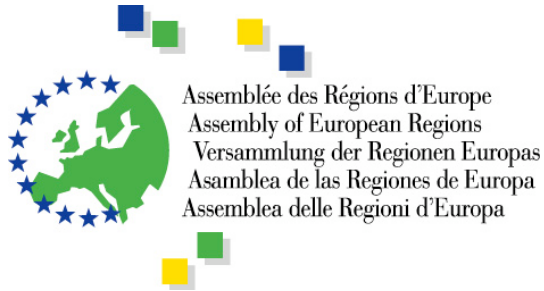 Assemblée des Régions d'Europe
Assembly of European Regions
Versammlung der Regionen Europas
Asamblea de las Regiones de Europa
Assemblea delle Regioni d'Europa